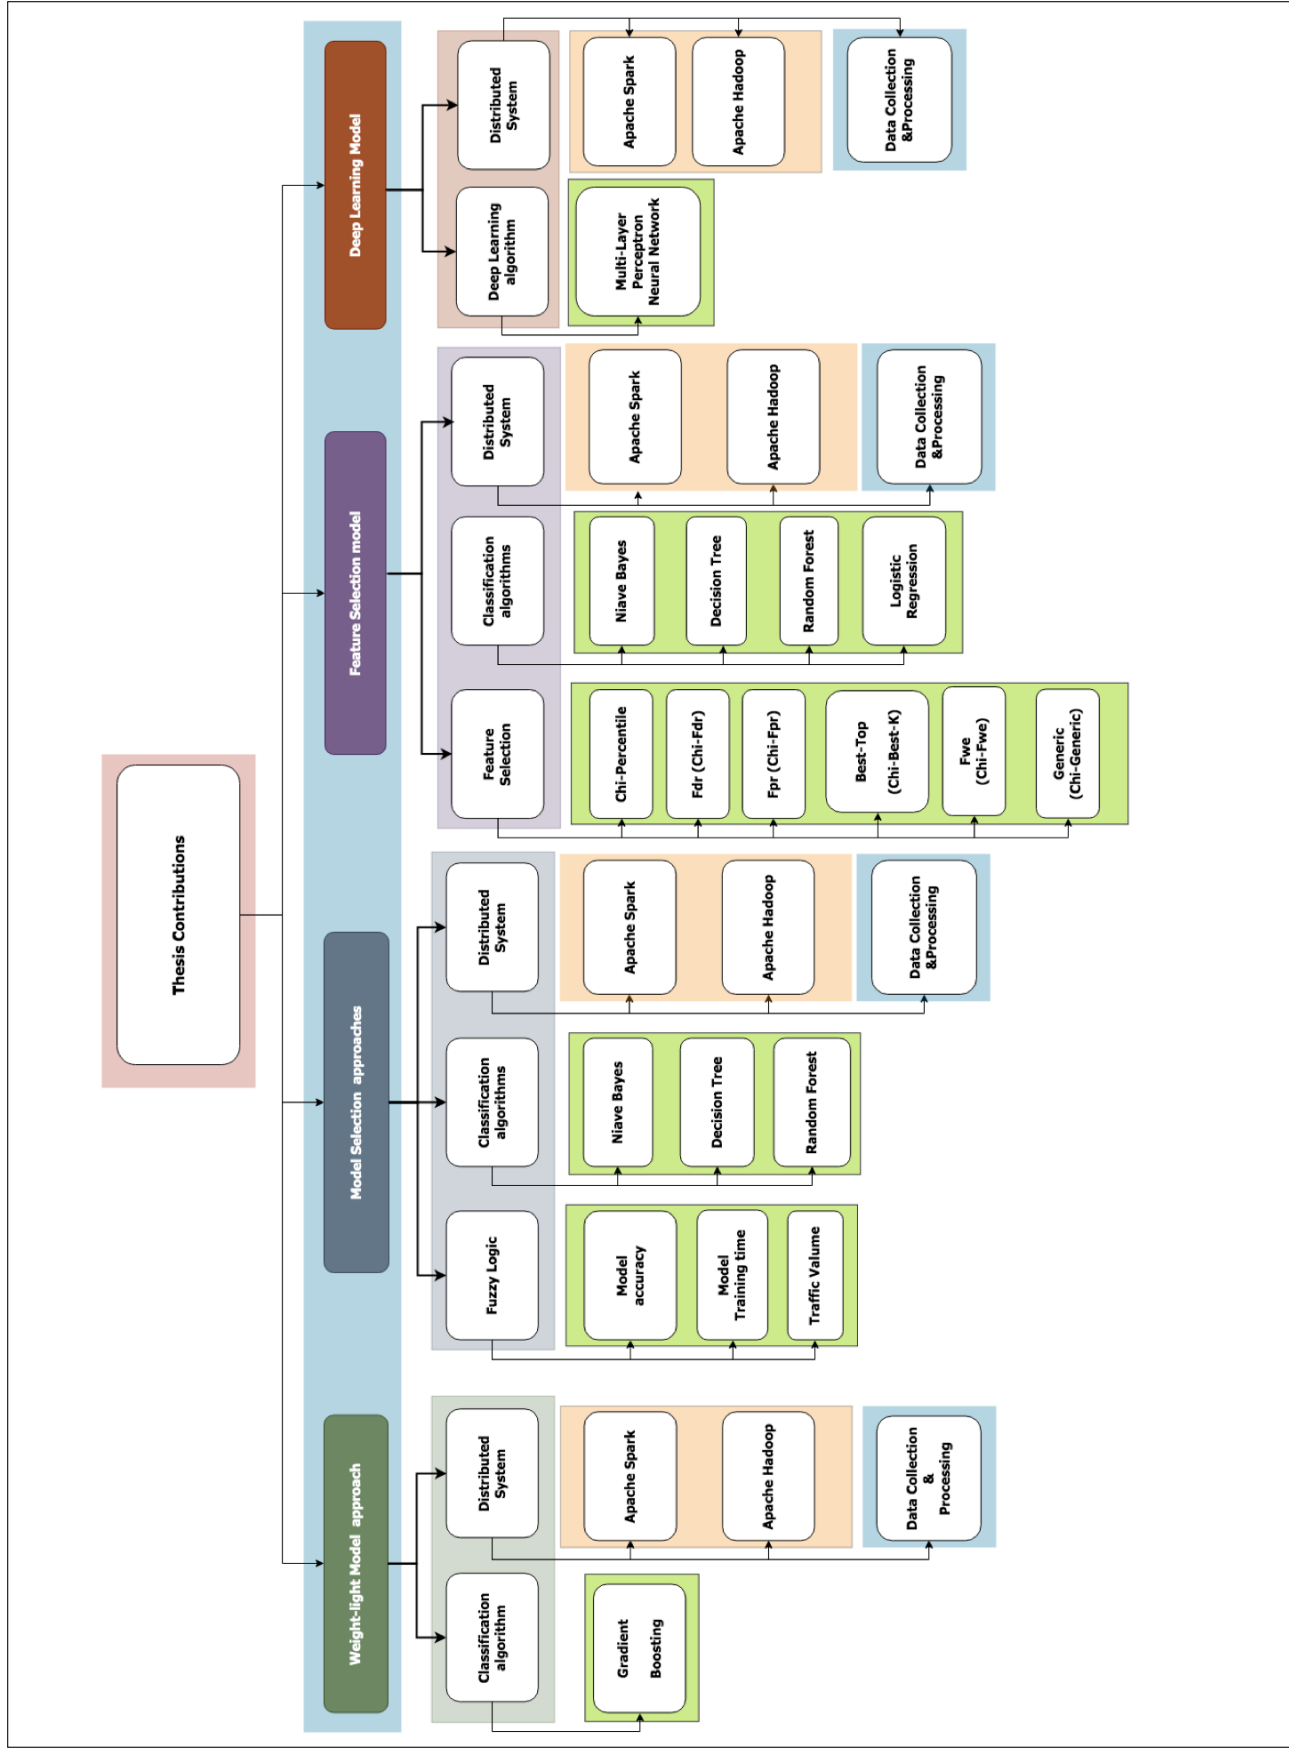 Thesis Contributions
Weight-light Model approach
Model Selection approaches
Feature Selection model
Deep Learning Model
Classification
algorithm
Distributed
System
Fuzzy Logic
Classification
algorithms
Distributed
System
Feature
Selection
Classification
algorithms
Distributed
System
Deep Learning
algorithm
Distributed
System
Gradient
Boosting
Apache Spark
Apache Hadoop
Data Collection
&
Processing
Model
accuracy
Model
Training time
Traffic Valume
Niave Bayes
Decision Tree
Random Forest
Apache Spark
Apache Hadoop
Data Collection
&Processing
Chi-Percentile
Fdr (Chi-Fdr)
Fpr (Chi-Fpr)
Best-Top
(Chi-Best-K)
Fwe
(Chi-Fwe)
Generic
(Chi-Generic)
Niave Bayes
Decision Tree
Random Forest
Logistic
Regression
Apache Spark
Apache Hadoop
Data Collection
&Processing
Multi-Layer
Perceptron
Neural Network
Apache Spark
Apache Hadoop
Data Collection
&Processing